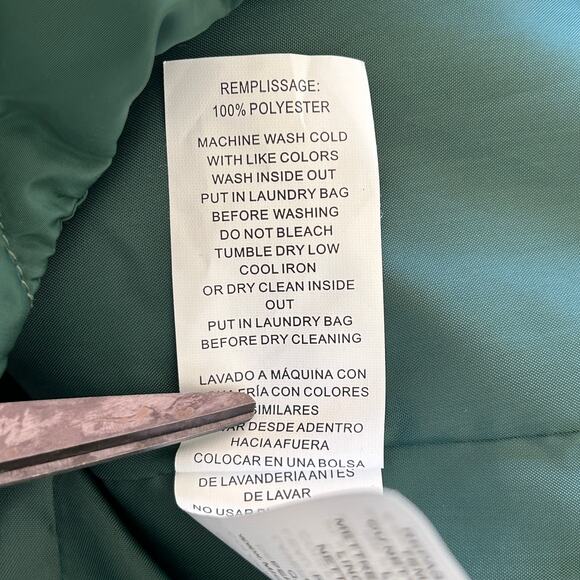 REMPLISSAGE:
100% POLYESTER
MACHINE WASH COLD
WITH LIKE COLORS
WASH INSIDE OUT
PUT IN LAUNDRY BAG
BEFORE WASHING
DO NOT BLEACH
TUMBLE DRY LOW
COOL IRON
OR DRY CLEAN INSIDE
OUT
PUT IN LAUNDRY BAG
BEFORE DRY CLEANING
LAVADO A MÁQUINA CON
FRÍA CON COLORES
SIMILARES
DESDE ADENTRO
HACIA AFUERA
COLOCAR EN UNA BOLSA
DE LAVANDERIA ANTES
DE LAVAR
NO USAR